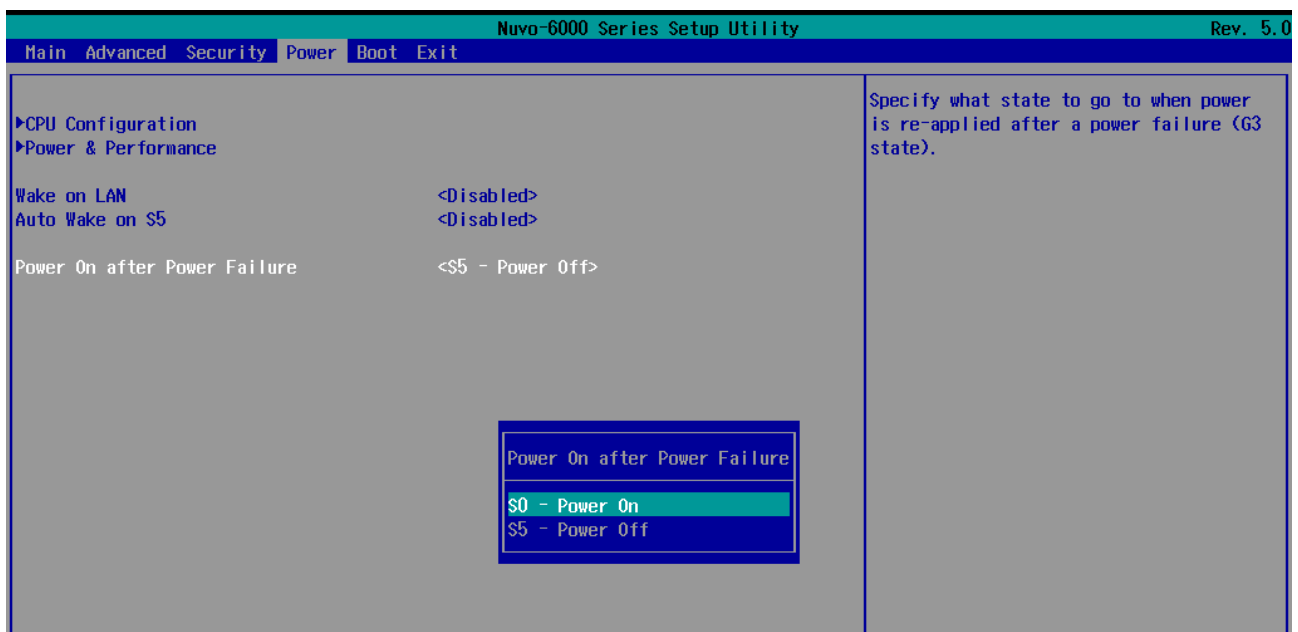 Nuvo-6000 Series Setup Utility Rev. 5.0
Main Advanced Security Power Boot Exit
▶CPU Configuration
▶Power & Performance
Wake on LAN <Disabled>
Auto Wake on S5 <Disabled>
Power On after Power Failure <S5 - Power Off>
Specify what state to go to when power
is re-applied after a power failure (G3
state).
Power On after Power Failure
S0 - Power On
S5 - Power Off